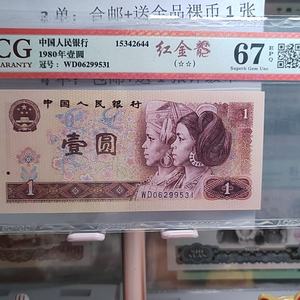 3单：合邮+送全品裸币1张
CG
GUARANTY
中国人民银行
1980年壹圆
冠号：WD06299531
15342644
红金龙
(☆☆)
67
EPQ
Superb Gem Unc
中国人民银行
1
壹圆
WD06299531
1
1